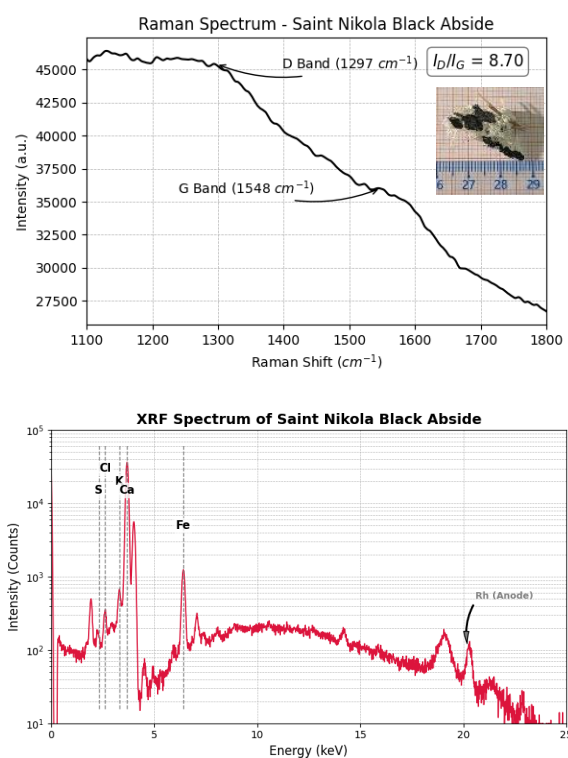 Raman Spectrum - Saint Nikola Black Abside
D Band (1297 cm⁻¹)
I_D/I_G = 8.70
45000
42500
40000
37500
35000
32500
30000
27500
Intensity (a.u.)
G Band (1548 cm⁻¹)
6 27 28 29
1100 1200 1300 1400 1500 1600 1700 1800
Raman Shift (cm⁻¹)
XRF Spectrum of Saint Nikola Black Abside
10⁵
10⁴
10³
10²
10¹
Intensity (Counts)
Cl
K
S
Ca
Fe
Rh (Anode)
0 5 10 15 20 25
Energy (keV)